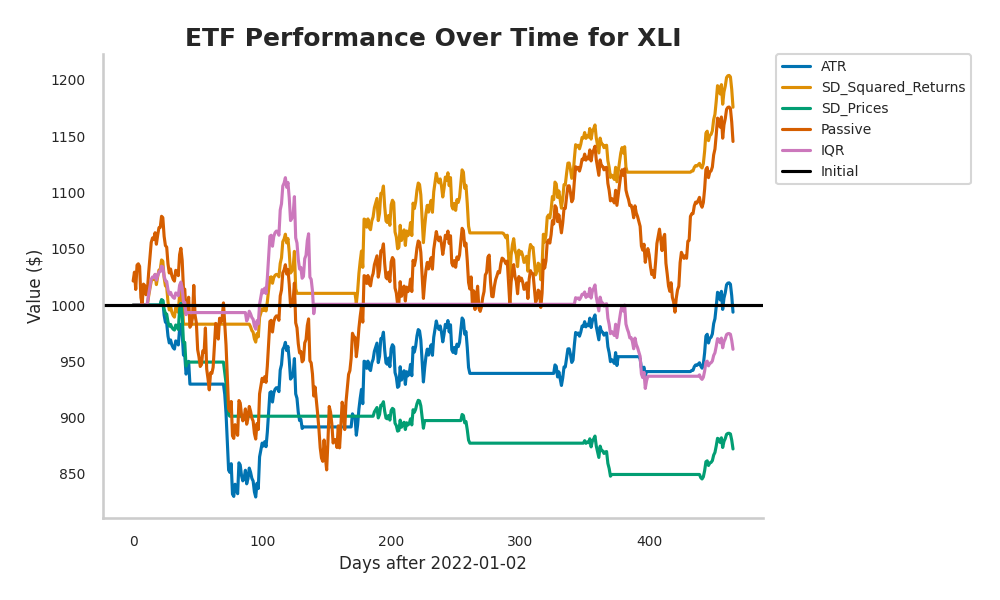 ETF Performance Over Time for XLI
1200
1150
1100
1050
1000
950
900
850
Value ($)
0
100
200
300
400
Days after 2022-01-02
ATR
SD_Squared_Returns
SD_Prices
Passive
IQR
Initial